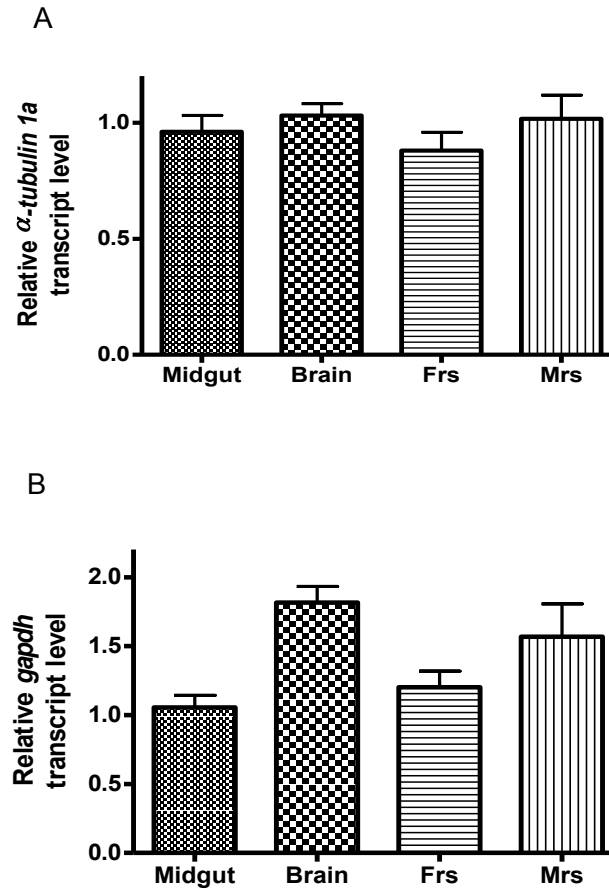 A
Relative α-tubulin 1a
transcript level
1.0
0.5
0.0
Midgut Brain Frs Mrs
B
Relative gapdh
transcript level
2.0
1.5
1.0
0.5
0.0
Midgut Brain Frs Mrs